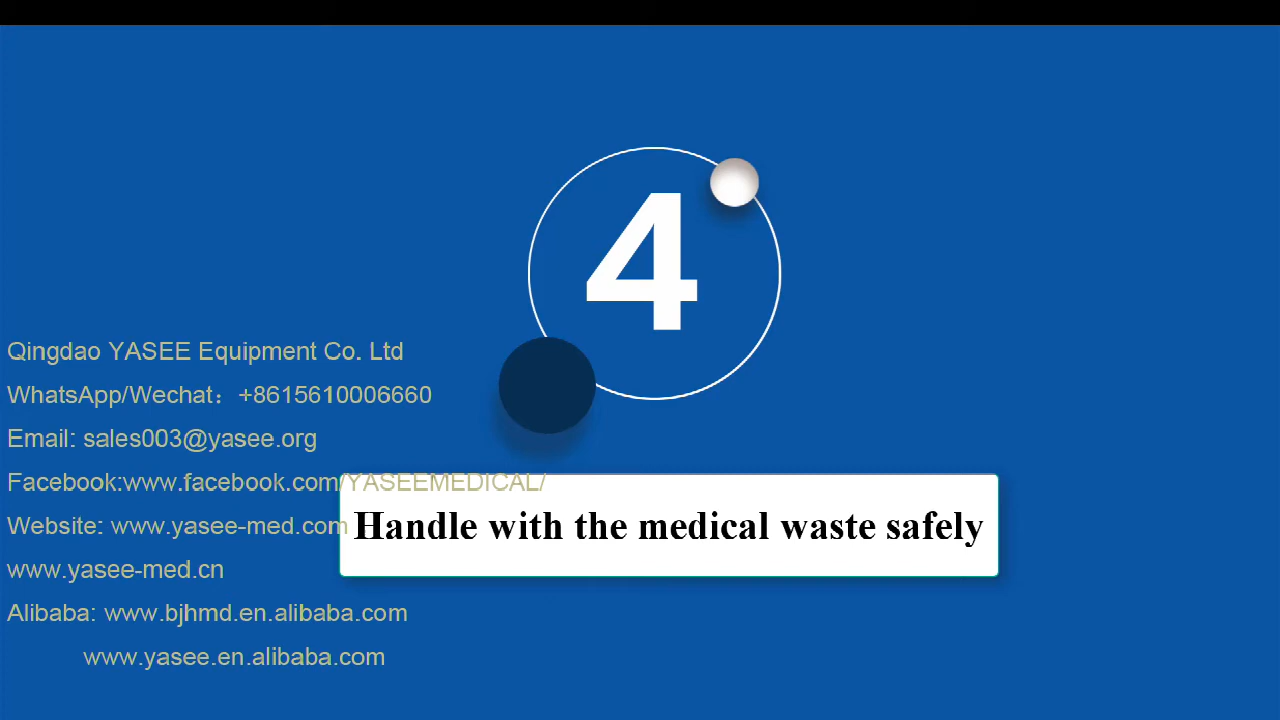 4
Qingdao YASEE Equipment Co. Ltd
WhatsApp/Wechat：+8615610006660
Email: sales003@yasee.org
Facebook:www.facebook.com/YASEEMEDICAL/
Website: www.yasee-med.com
Handle with the medical waste safely
www.yasee-med.cn
Alibaba: www.bjhmd.en.alibaba.com
www.yasee.en.alibaba.com